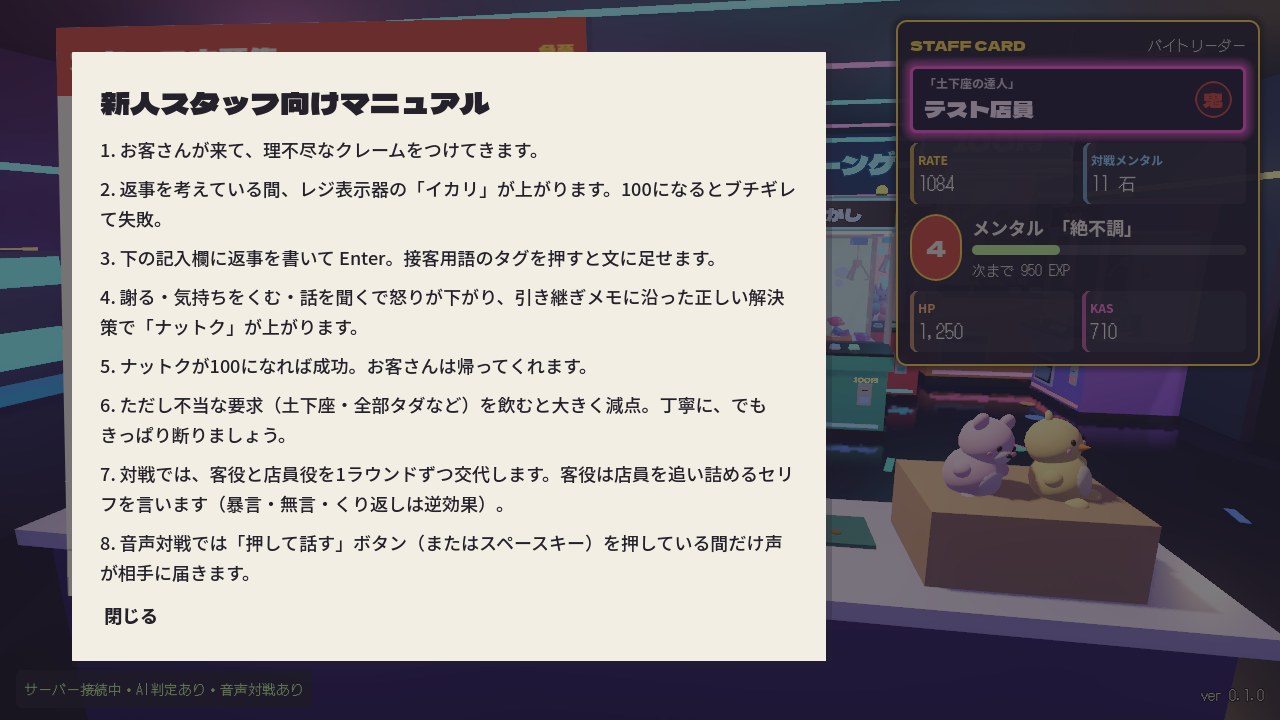 新人スタッフ向けマニュアル
1. お客さんが来て、理不尽なクレームをつけてきます。
2. 返事を考えている間、レジ表示器の「イカリ」が上がります。100になるとブチギレ
て失敗。
3. 下の記入欄に返事を書いて Enter。接客用語のタグを押すと文に足せます。
4. 謝る・気持ちをくむ・話を聞くで怒りが下がり、引き継ぎメモに沿った正しい解決
策で「ナットク」が上がります。
5. ナットクが100になれば成功。お客さんは帰ってくれます。
6. ただし不当な要求（土下座・全部タダなど）を飲むと大きく減点。丁寧に、でも
きっぱり断りましょう。
7. 対戦では、客役と店員役を1ラウンドずつ交代します。客役は店員を追い詰めるセリ
フを言います（暴言・無言・くり返しは逆効果）。
8. 音声対戦では「押して話す」ボタン（またはスペースキー）を押している間だけ声
が相手に届きます。
閉じる
STAFF CARD
バイトリーダー
「土下座の達人」
テスト店員
RATE
1084
対戦メンタル
11 石
4
メンタル 「絶不調」
次まで 950 EXP
HP
1,250
KAS
710
ング
かし
100円
サーバー接続中・AI判定あり・音声対戦あり
ver 0.1.0